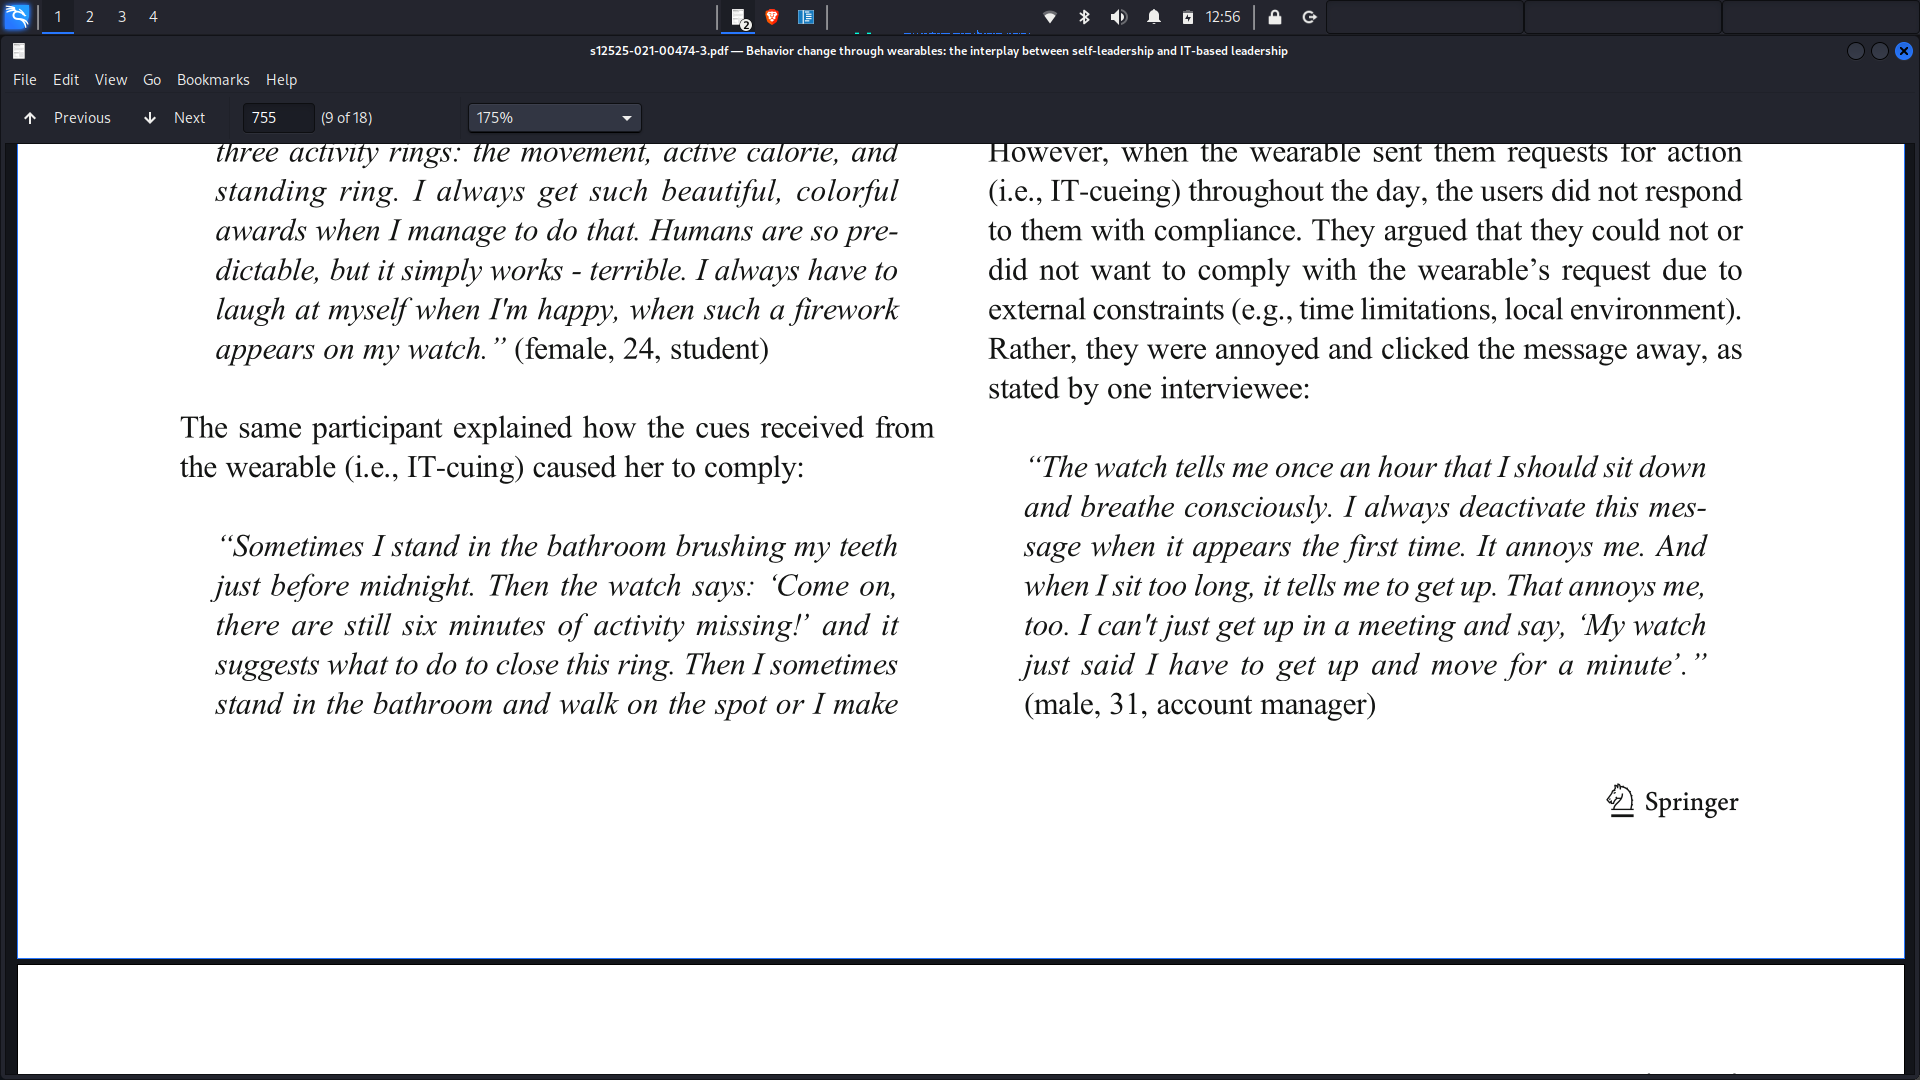 1 2 3 4
2
12:56
s12525-021-00474-3.pdf — Behavior change through wearables: the interplay between self-leadership and IT-based leadership
File Edit View Go Bookmarks Help
Previous Next 755 (9 of 18) 175%
three activity rings: the movement, active calorie, and
standing ring. I always get such beautiful, colorful
awards when I manage to do that. Humans are so pre-
dictable, but it simply works - terrible. I always have to
laugh at myself when I'm happy, when such a firework
appears on my watch.” (female, 24, student)
The same participant explained how the cues received from
the wearable (i.e., IT-cuing) caused her to comply:
“Sometimes I stand in the bathroom brushing my teeth
just before midnight. Then the watch says: ‘Come on,
there are still six minutes of activity missing!’ and it
suggests what to do to close this ring. Then I sometimes
stand in the bathroom and walk on the spot or I make
However, when the wearable sent them requests for action
(i.e., IT-cueing) throughout the day, the users did not respond
to them with compliance. They argued that they could not or
did not want to comply with the wearable’s request due to
external constraints (e.g., time limitations, local environment).
Rather, they were annoyed and clicked the message away, as
stated by one interviewee:
“The watch tells me once an hour that I should sit down
and breathe consciously. I always deactivate this mes-
sage when it appears the first time. It annoys me. And
when I sit too long, it tells me to get up. That annoys me,
too. I can't just get up in a meeting and say, ‘My watch
just said I have to get up and move for a minute’.”
(male, 31, account manager)
Springer